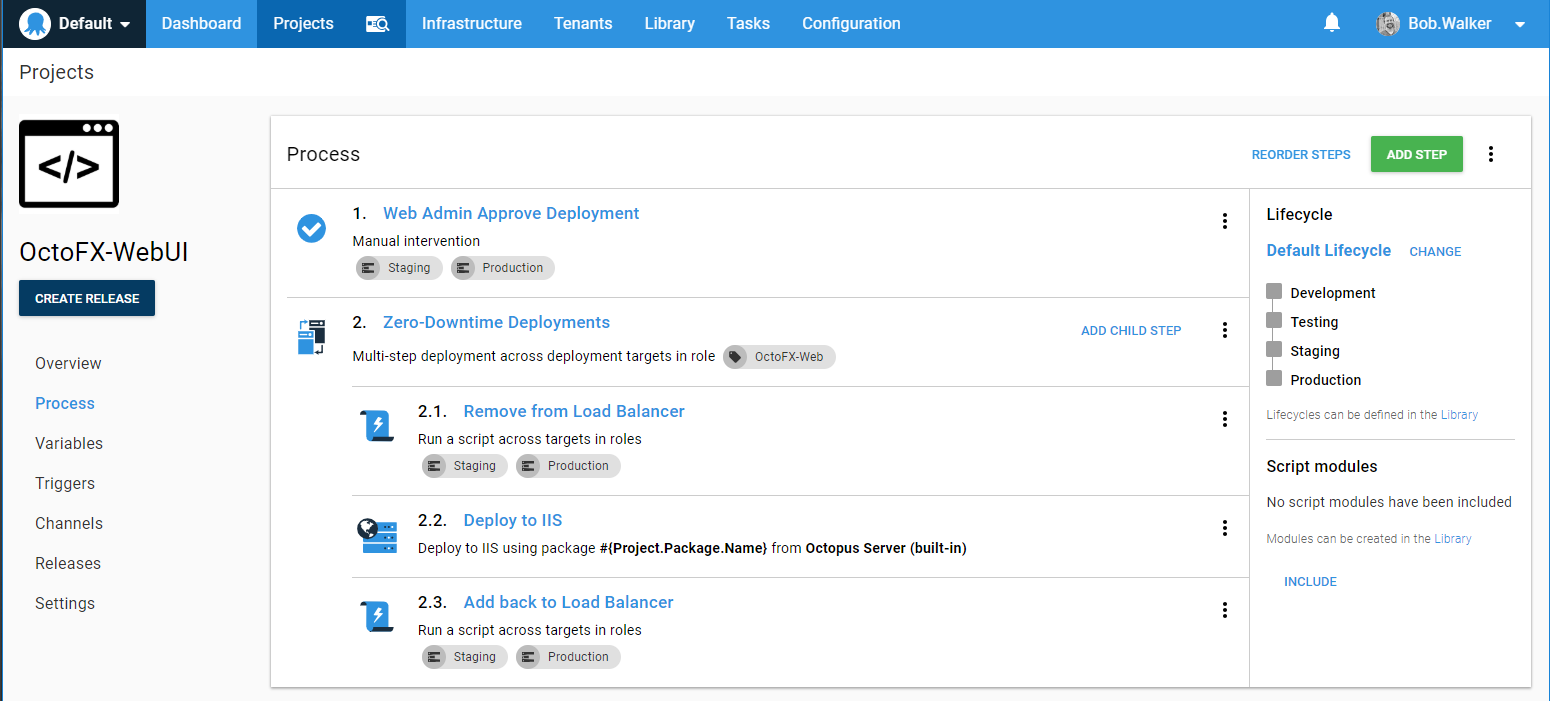 Default Dashboard Projects Infrastructure Tenants Library Tasks Configuration Bob.Walker
Projects
</>
OctoFX-WebUI
CREATE RELEASE
Overview
Process
Variables
Triggers
Channels
Releases
Settings
Process REORDER STEPS ADD STEP
1. Web Admin Approve Deployment
Manual intervention
Staging Production
2. Zero-Downtime Deployments ADD CHILD STEP
Multi-step deployment across deployment targets in role OctoFX-Web
2.1. Remove from Load Balancer
Run a script across targets in roles
Staging Production
2.2. Deploy to IIS
Deploy to IIS using package #{Project.Package.Name} from Octopus Server (built-in)
2.3. Add back to Load Balancer
Run a script across targets in roles
Staging Production
Lifecycle
Default Lifecycle CHANGE
Development
Testing
Staging
Production
Lifecycles can be defined in the Library
Script modules
No script modules have been included
Modules can be created in the Library
INCLUDE